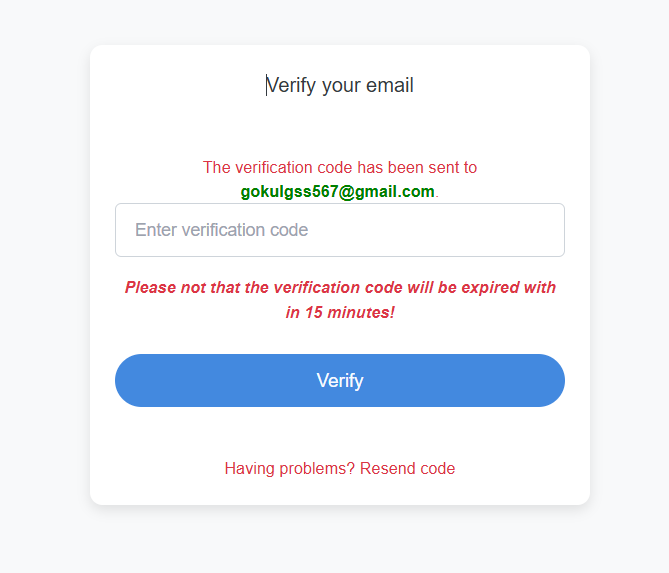 Verify your email
The verification code has been sent to
gokulgss567@gmail.com.
Enter verification code
Please not that the verification code will be expired with
in 15 minutes!
Verify
Having problems? Resend code